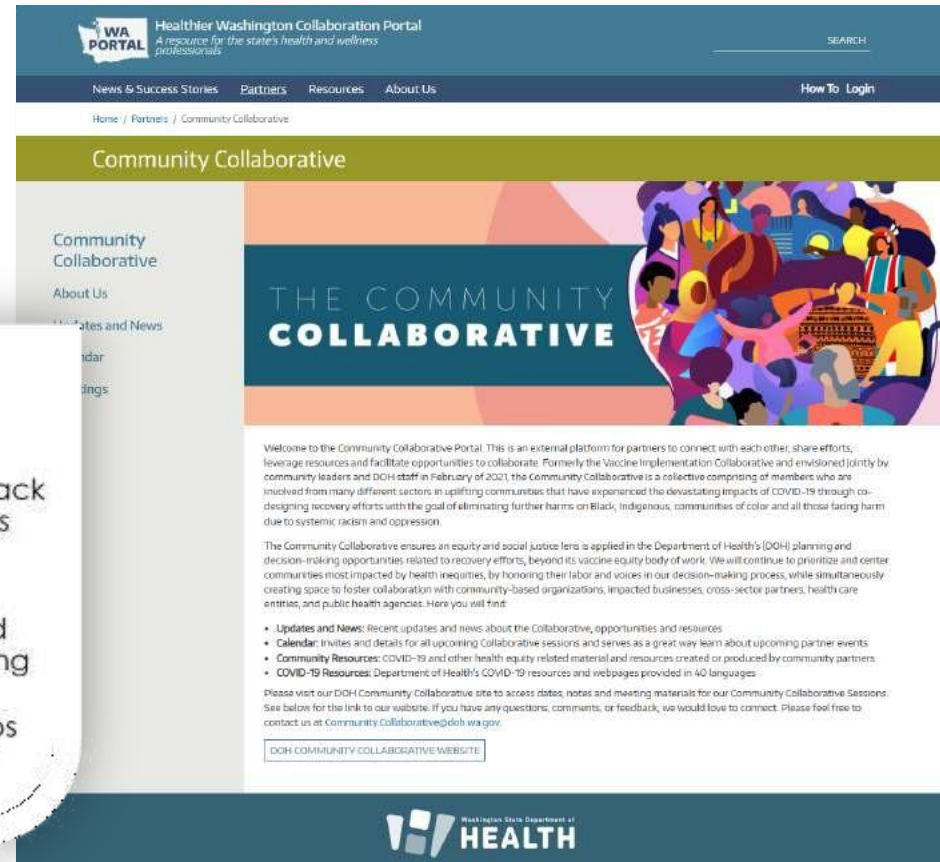 WA
PORTAL
Healthier Washington Collaboration Portal
A resource for the state's health and wellness
professionals
SEARCH
News & Success Stories Partners Resources About Us
How To Login
Home / Partners / Community Collaborative
Community Collaborative
Community
Collaborative
About Us
Updates and News
THE COMMUNITY
COLLABORATIVE
Welcome to the Community Collaborative Portal. This is an external platform for partners to connect with each other, share efforts,
leverage resources and facilitate opportunities to collaborate. Formerly the Vaccine Implementation Collaborative and envisioned jointly by
community leaders and DOH staff in February of 2021, the Community Collaborative is a collective comprising of members who are
involved from many different sectors in uplifting communities that have experienced the devastating impacts of COVID-19 through co-
designing recovery efforts with the goal of eliminating further harms on Black, Indigenous, communities of color and all those facing harm
due to systemic racism and oppression.
The Community Collaborative ensures an equity and social justice lens is applied in the Department of Health's (DOH) planning and
decision-making opportunities related to recovery efforts, beyond its vaccine equity body of work. We will continue to prioritize and center
communities most impacted by health inequities, by honoring their labor and voices in our decision-making process, while simultaneously
creating space to foster collaboration with community-based organizations, impacted businesses, cross-sector partners, health care
entities, and public health agencies. Here you will find:
• Updates and News: Recent updates and news about the Collaborative, opportunities and resources
• Calendar: Invites and details for all upcoming Collaborative sessions and serves as a great way learn about upcoming partner events
• Community Resources: COVID-19 and other health equity related material and resources created or produced by community partners
• COVID-19 Resources: Department of Health's COVID-19 resources and webpages provided in 40 languages
Please visit our DOH Community Collaborative site to access dates, notes and meeting materials for our Community Collaborative Sessions.
See below for the link to our website. If you have any questions, comments, or feedback, we would love to connect. Please feel free to
contact us at Community.Collaborative@doh.wa.gov.
DOH COMMUNITY COLLABORATIVE WEBSITE
Washington State Department of
HEALTH